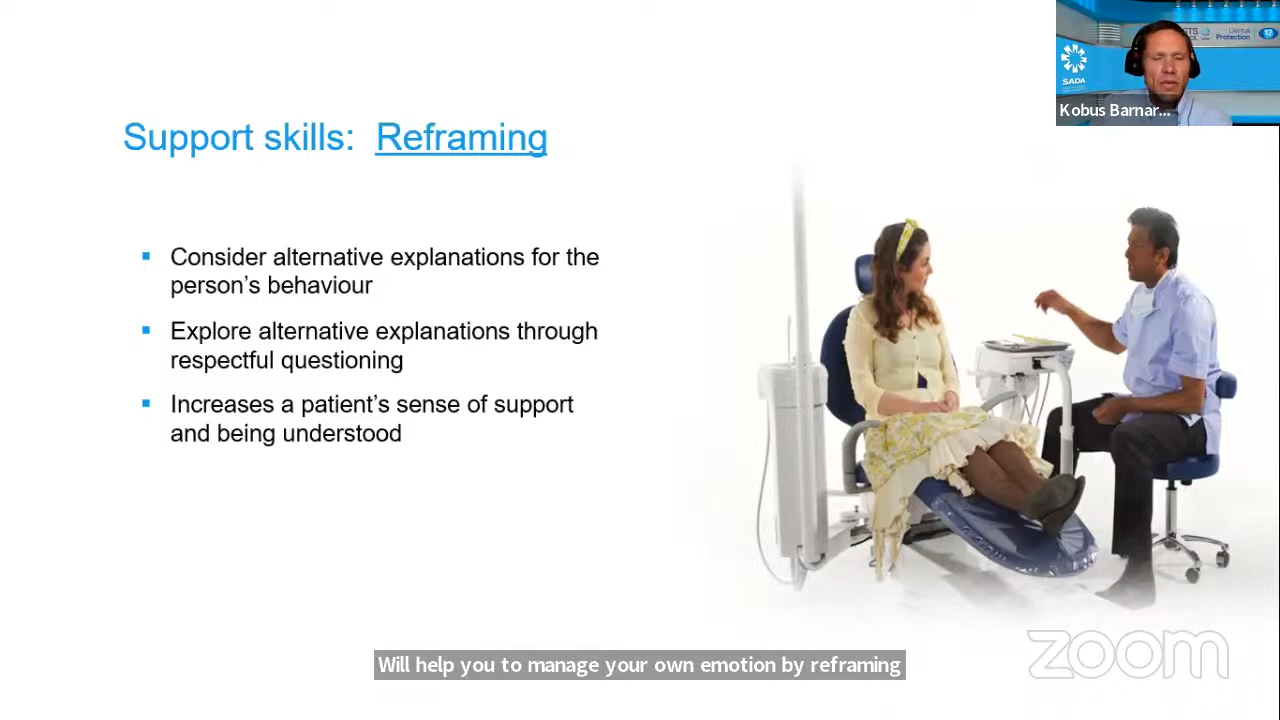 SADA
Dental
Protection
Kobus Barnar...
Support skills: Reframing
Consider alternative explanations for the
person's behaviour
Explore alternative explanations through
respectful questioning
Increases a patient's sense of support
and being understood
Will help you to manage your own emotion by reframing
zoom